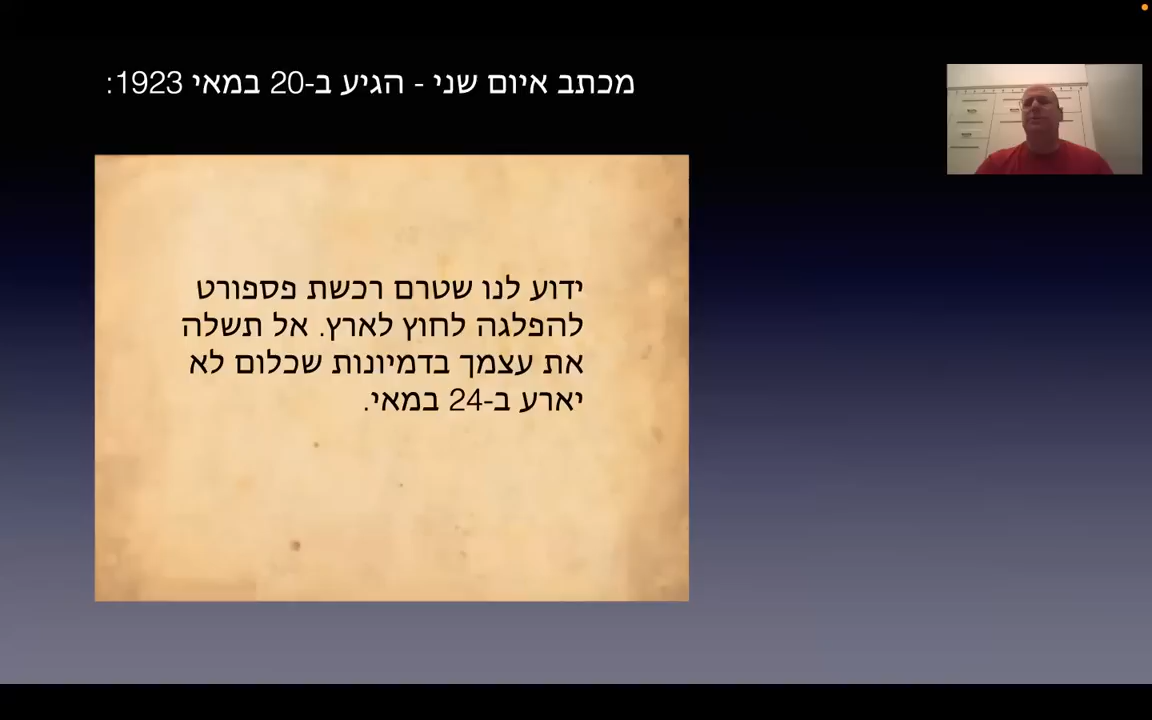 מכתב איום שני - הגיע ב-20 במאי 1923:
ידוע לנו שטרם רכשת פספורט
להפלגה לחוץ לארץ. אל תשלה
את עצמך בדמיונות שכלום לא
יארע ב-24 במאי.